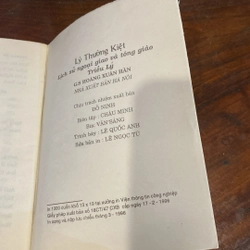 Lý Thường Kiệt
Lịch sử ngoại giao và tông giáo
Triều Lý
G.S HOÀNG XUÂN HÃN
NHÀ XUẤT BẢN HÀ NỘI
Chịu trách nhiệm xuất bản
ĐỖ NINH
Biên tập : CHÂU MINH
Bìa: VĂN SÁNG
Trình bày : LÊ QUỐC ANH
Sửa bản in : LÊ NGỌC TÚ
In 1500 cuốn khổ 13 x 19 tại xưởng in Viện thông tin công nghiệp
Giấy phép xuất bản số cấp ngày 17-2-1996
In xong và nộp lưu chiểu tháng 3-1996